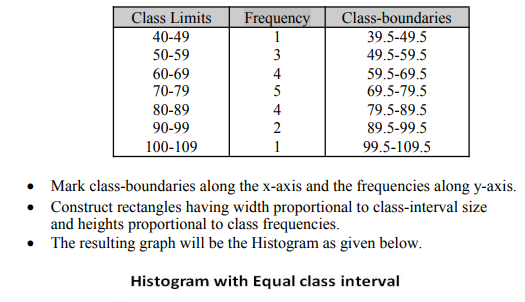 Class Limits Frequency Class-boundaries
40-49 1 39.5-49.5
50-59 3 49.5-59.5
60-69 4 59.5-69.5
70-79 5 69.5-79.5
80-89 4 79.5-89.5
90-99 2 89.5-99.5
100-109 1 99.5-109.5
• Mark class-boundaries along the x-axis and the frequencies along y-axis.
• Construct rectangles having width proportional to class-interval size
and heights proportional to class frequencies.
• The resulting graph will be the Histogram as given below.
Histogram with Equal class interval